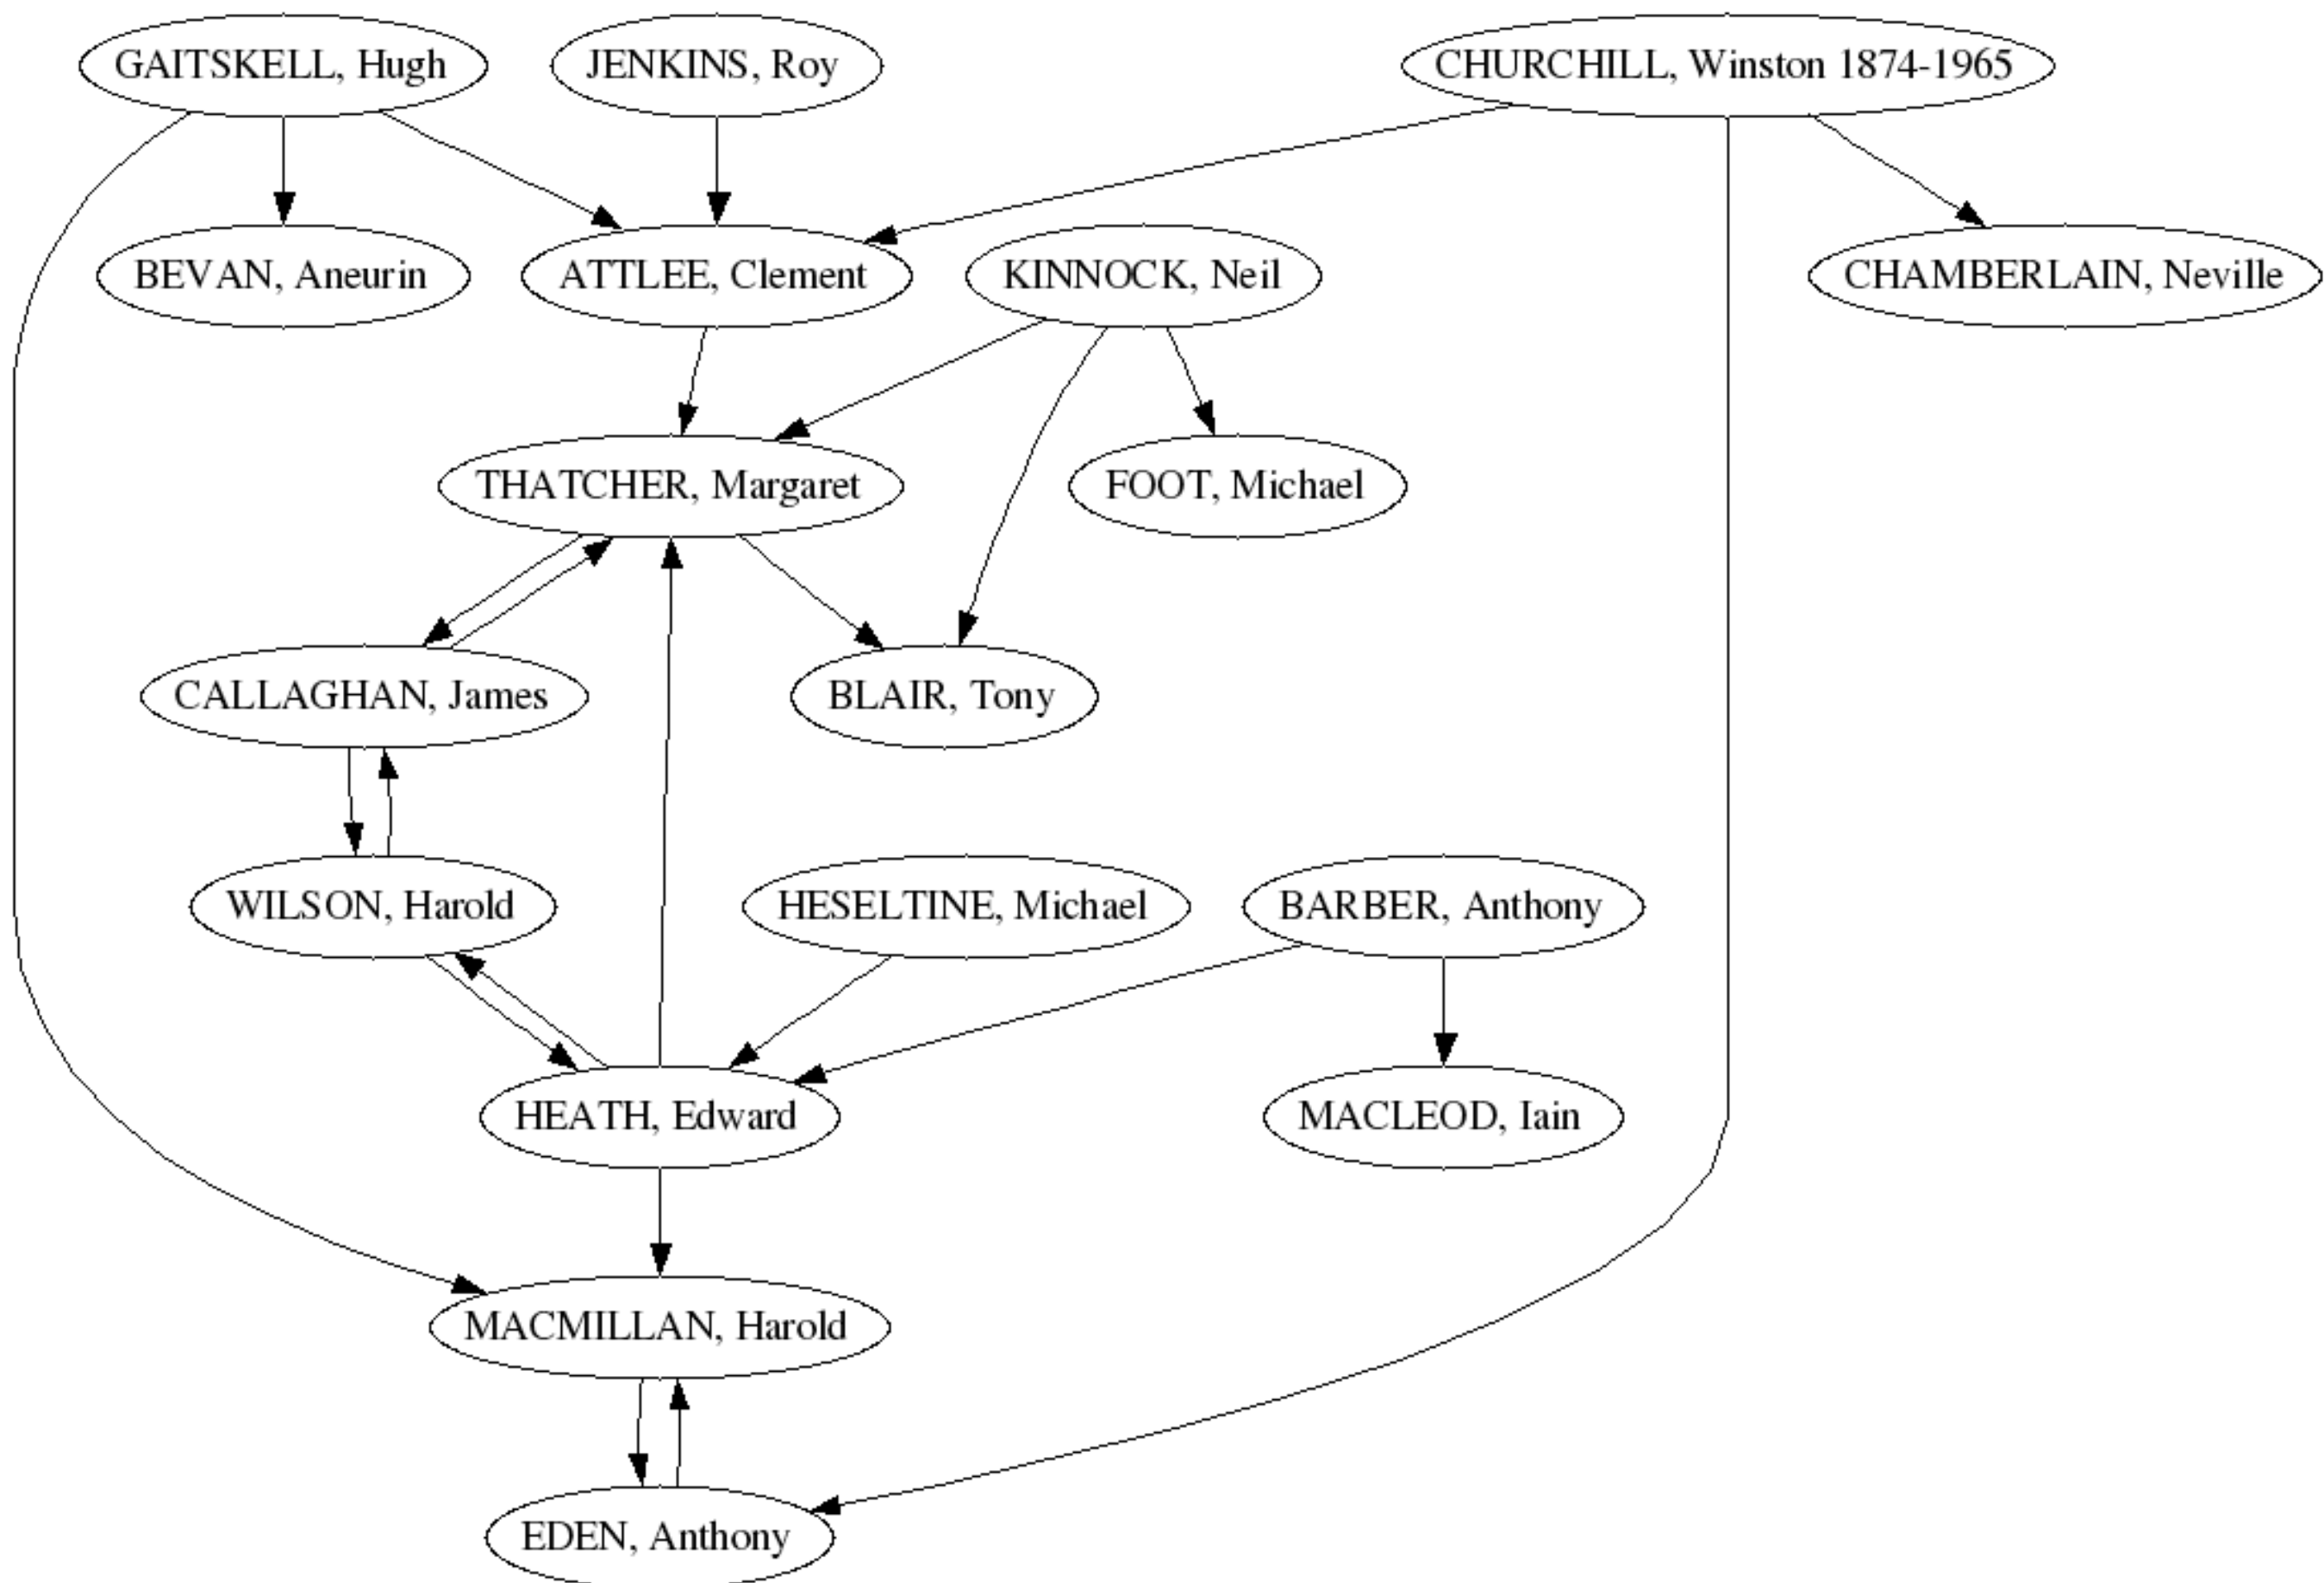 GAITSKELL, Hugh
JENKINS, Roy
CHURCHILL, Winston 1874-1965
BEVAN, Aneurin
ATTLEE, Clement
KINNOCK, Neil
CHAMBERLAIN, Neville
THATCHER, Margaret
FOOT, Michael
CALLAGHAN, James
BLAIR, Tony
WILSON, Harold
HESELTINE, Michael
BARBER, Anthony
HEATH, Edward
MACLEOD, Iain
MACMILLAN, Harold
EDEN, Anthony